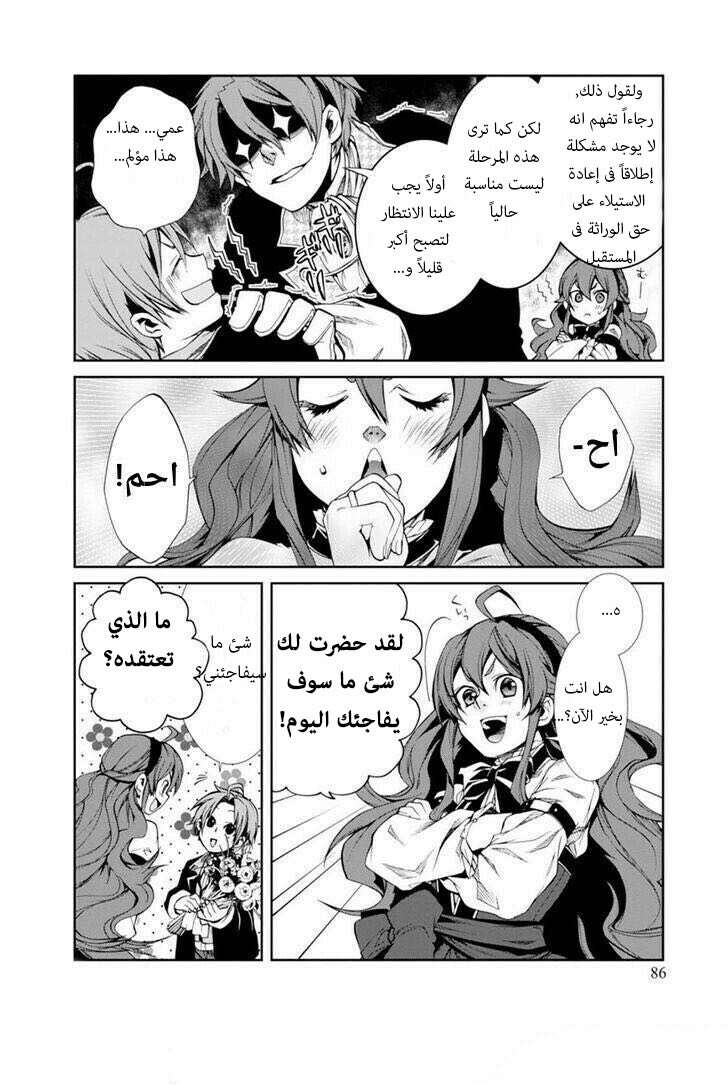 ولقول ذلك,
رجاءاً تفهم انه
لا يوجد مشكلة
إطلاقاً فى إعادة
الاستيلاء على
حق الوراثة فى
المستقبل
لكن كما ترى
هذه المرحلة
ليست مناسبة
حالياً
أولاً يجب
علينا الانتظار
لتصبح أكبر
قليلاً و...
عمي... هذا...
هذا مؤلم...
اح-
احم!
ه...
هل انت
بخير الآن؟...
لقد حضرت لك
شئ ما سوف
يفاجئك اليوم!
شئ ما
سيفاجئني؟
ما الذي
تعتقده؟
86